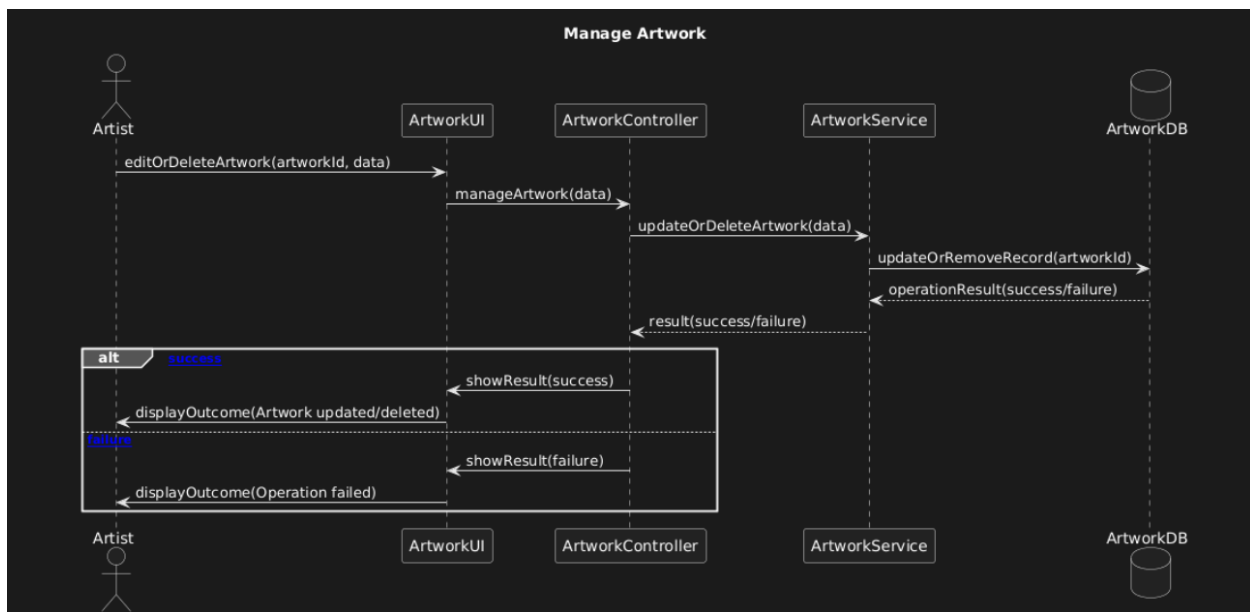 Manage Artwork
Artist
ArtworkUI
ArtworkController
ArtworkService
ArtworkDB
editOrDeleteArtwork(artworkId, data)
manageArtwork(data)
updateOrDeleteArtwork(data)
updateOrRemoveRecord(artworkId)
operationResult(success/failure)
result(success/failure)
alt success
showResult(success)
displayOutcome(Artwork updated/deleted)
failure
showResult(failure)
displayOutcome(Operation failed)
Artist
ArtworkUI
ArtworkController
ArtworkService
ArtworkDB